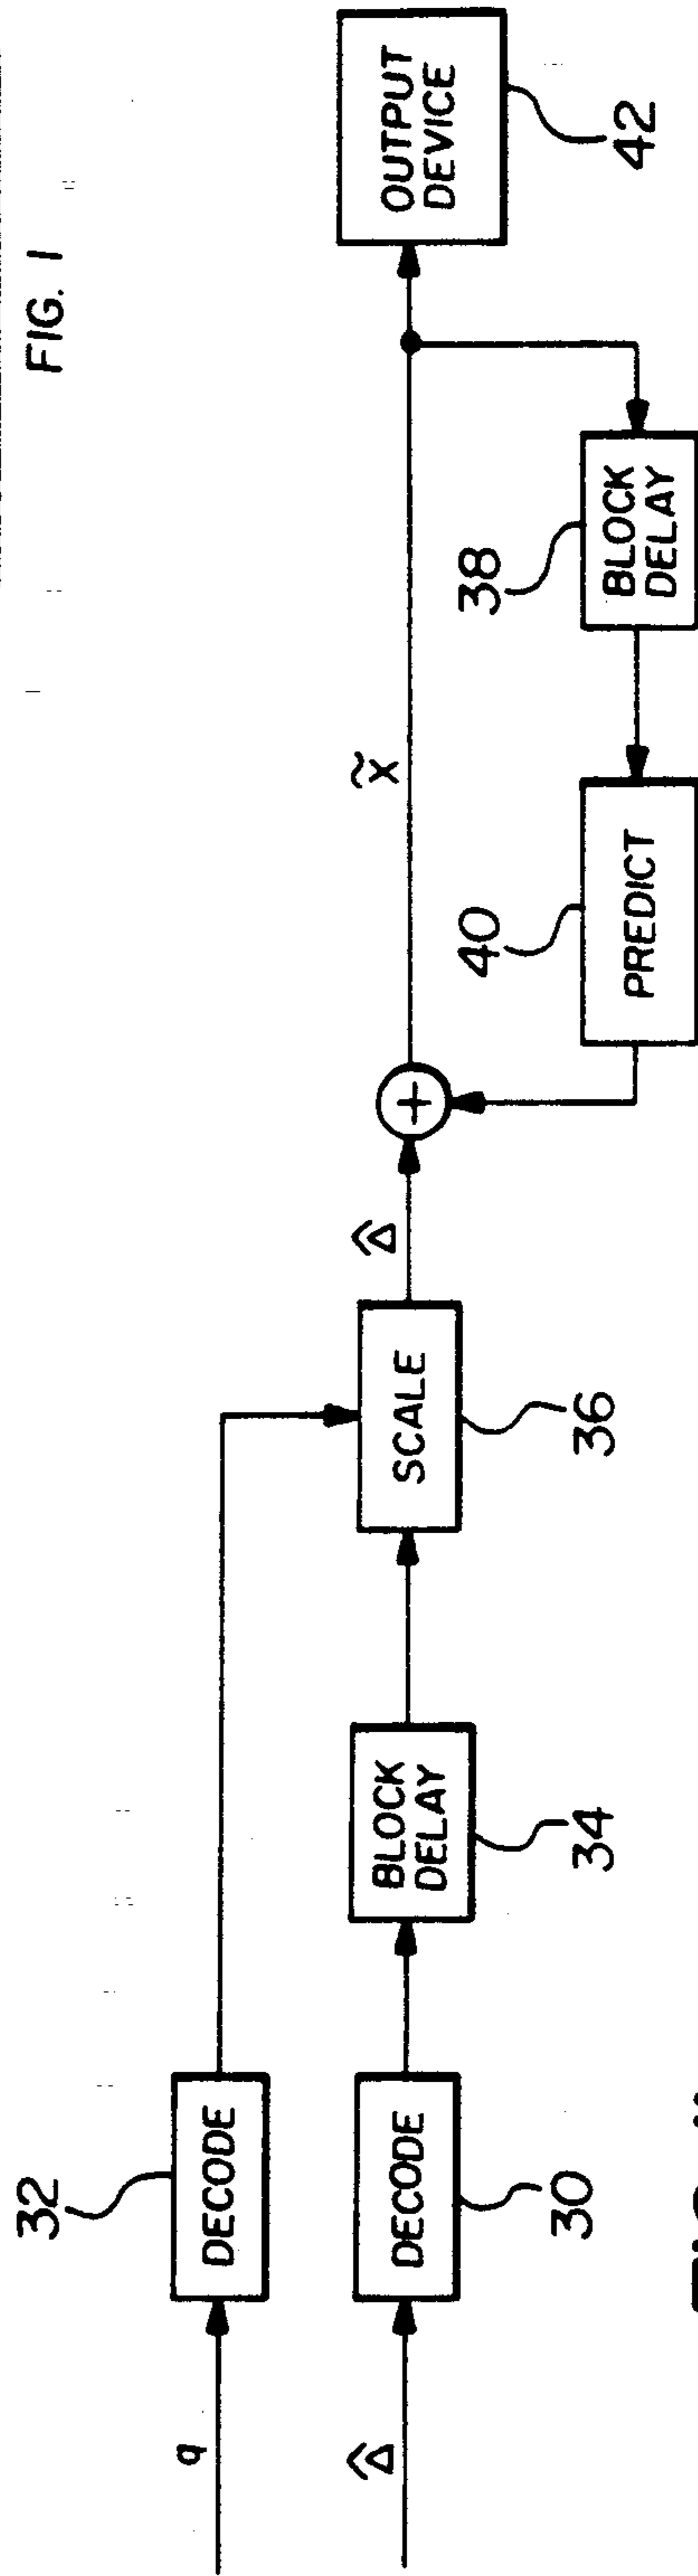 FIG. 1
32
q
DECODE
Δ̂
DECODE
30
BLOCK
DELAY
34
SCALE
36
Δ̂
+
x̃
OUTPUT
DEVICE
42
40
PREDICT
38
BLOCK
DELAY